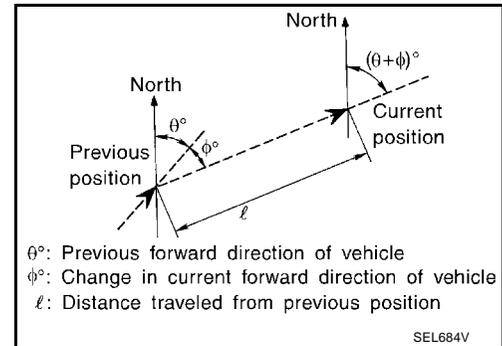 North
(θ+ϕ)°
North
θ°
ϕ°
Previous
position
Current
position
ℓ
θ°: Previous forward direction of vehicle
ϕ°: Change in current forward direction of vehicle
ℓ: Distance traveled from previous position
SEL684V